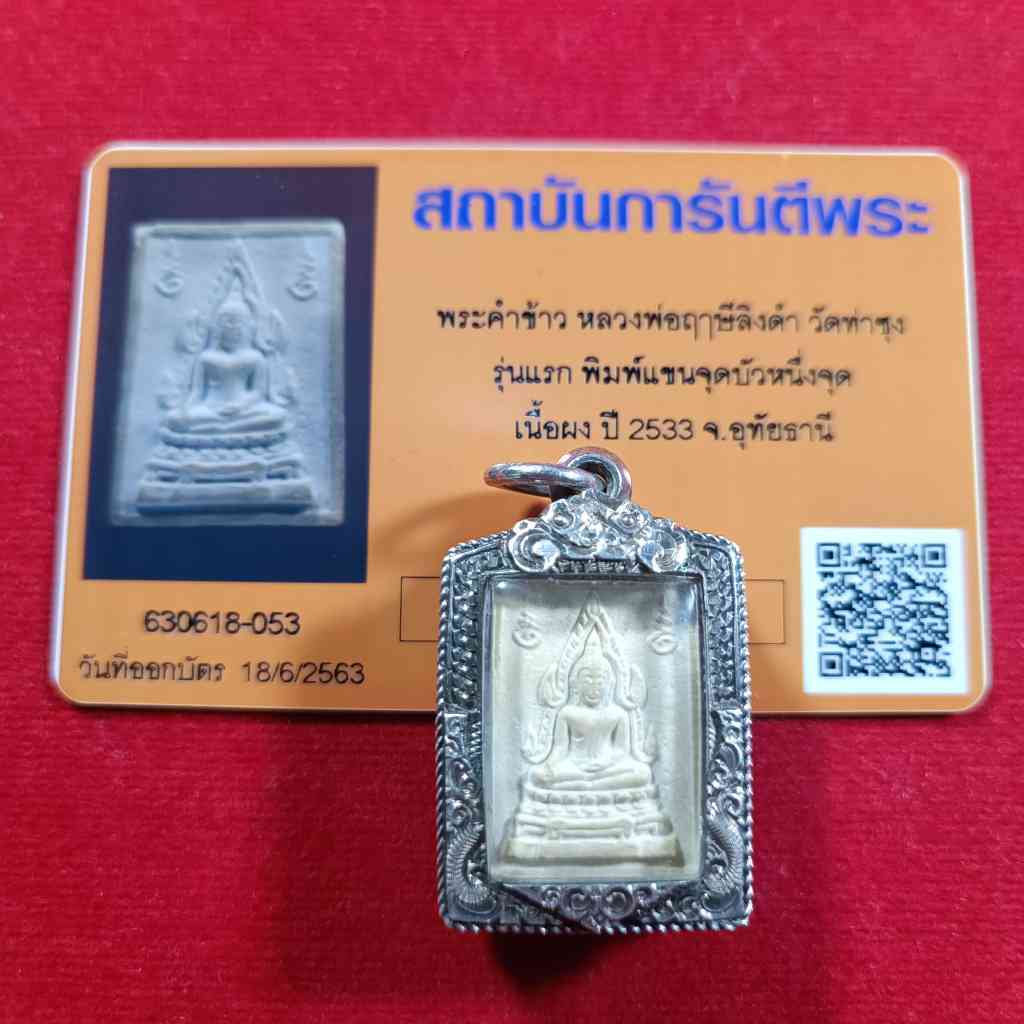 สถาบันการันตีพระ
พระคำข้าว หลวงพ่อฤๅษีลิงดำ วัดท่าซุง
รุ่นแรก พิมพ์แขนจุดบัวหนึ่งจุด
เนื้อผง ปี 2533 จ.อุทัยธานี
630618-053
วันที่ออกบัตร 18/6/2563